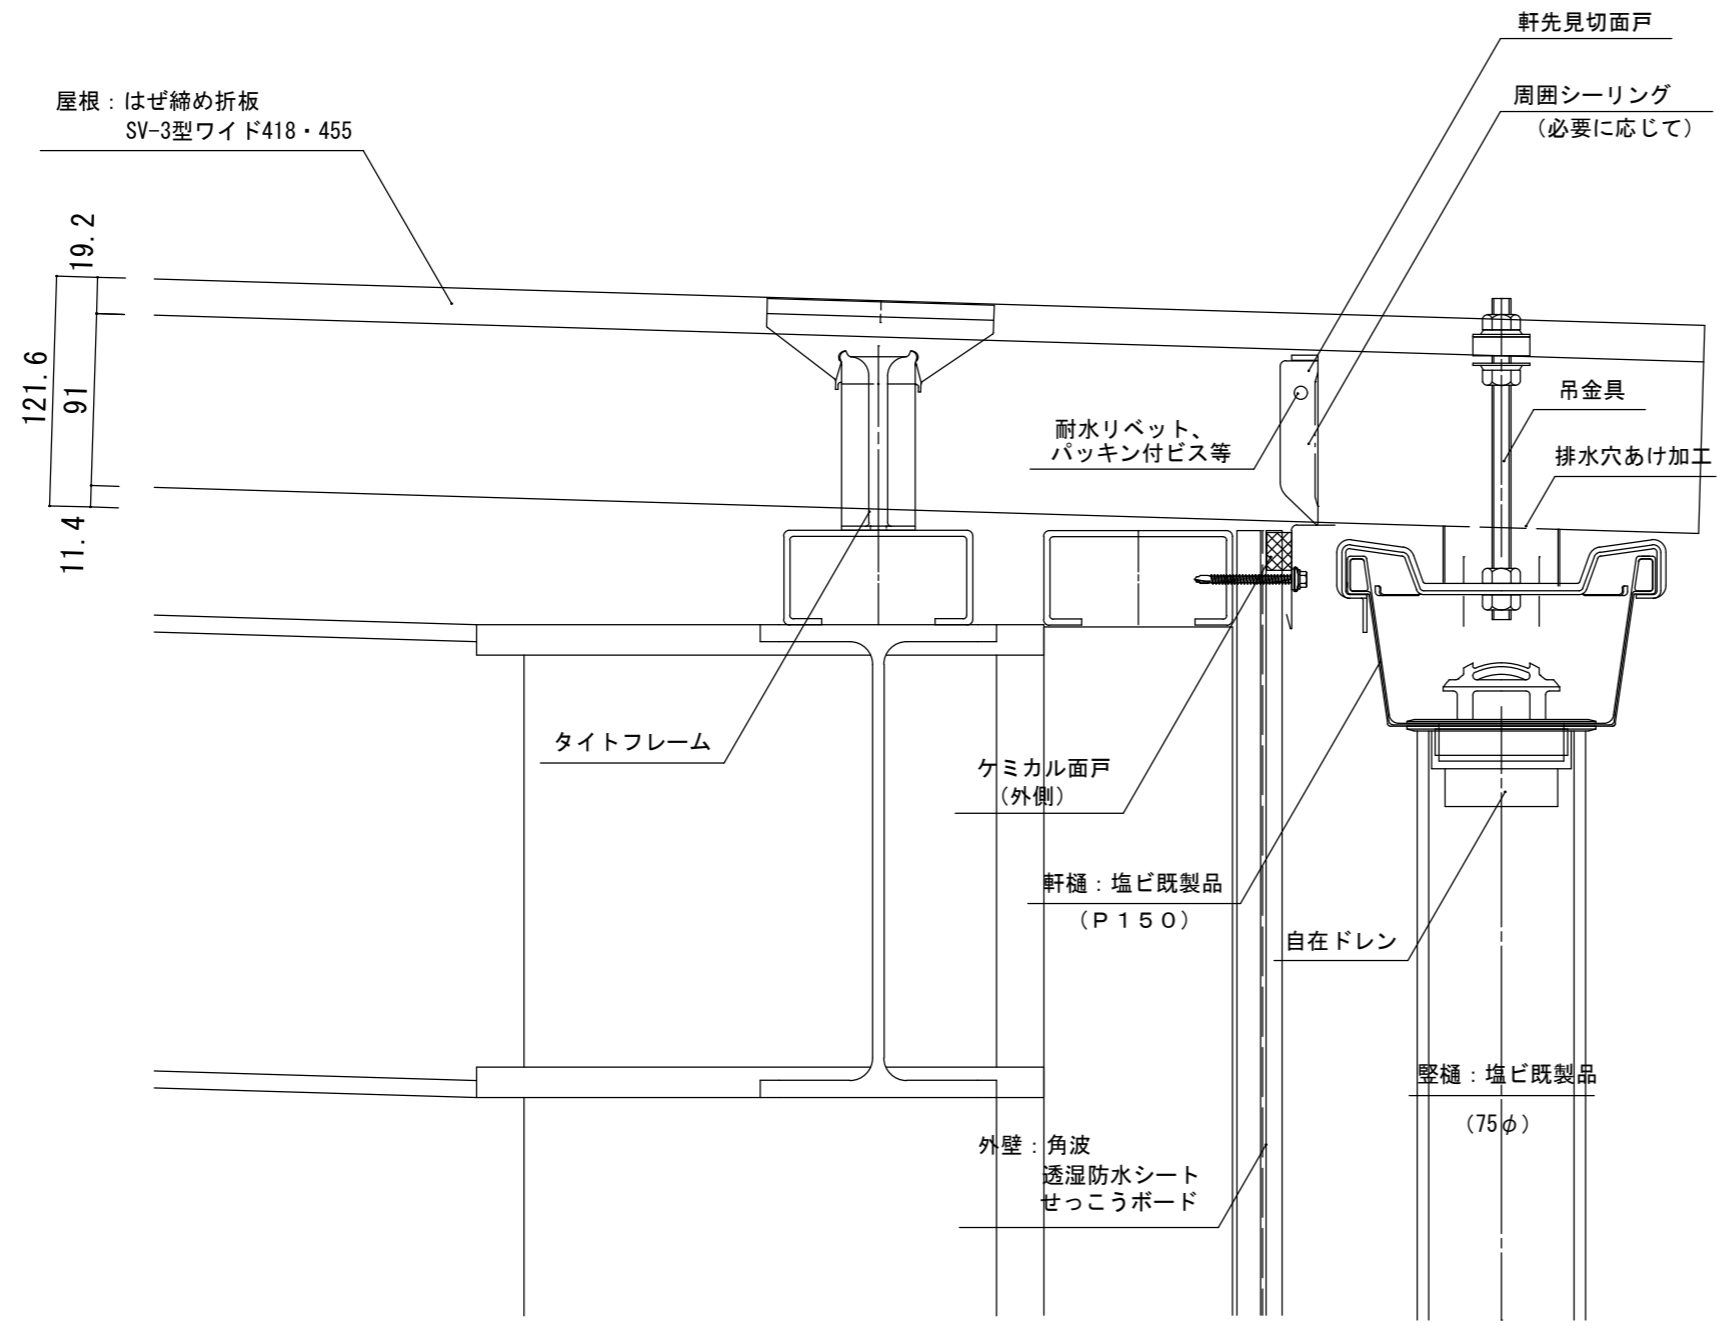 軒先見切面戸
周囲シーリング
（必要に応じて）
屋根：はぜ締め折板
SV-3型ワイド418・455
19.2
121.6
91
11.4
吊金具
耐水リベット、
パッキン付ビス等
排水穴あけ加工
タイトフレーム
ケミカル面戸
（外側）
軒樋：塩ビ既製品
（Ｐ１５０）
自在ドレン
竪樋：塩ビ既製品
（75φ）
外壁：角波
透湿防水シート
せっこうボード